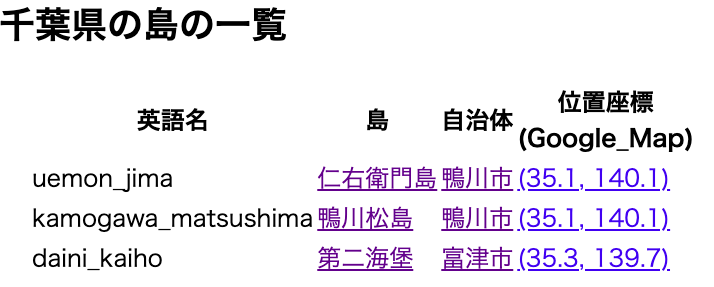 千葉県の島の一覧
英語名 島 自治体 位置座標(Google_Map)
uemon_jima 仁右衛門島 鴨川市 (35.1, 140.1)
kamogawa_matsushima 鴨川松島 鴨川市 (35.1, 140.1)
daini_kaiho 第二海堡 富津市 (35.3, 139.7)